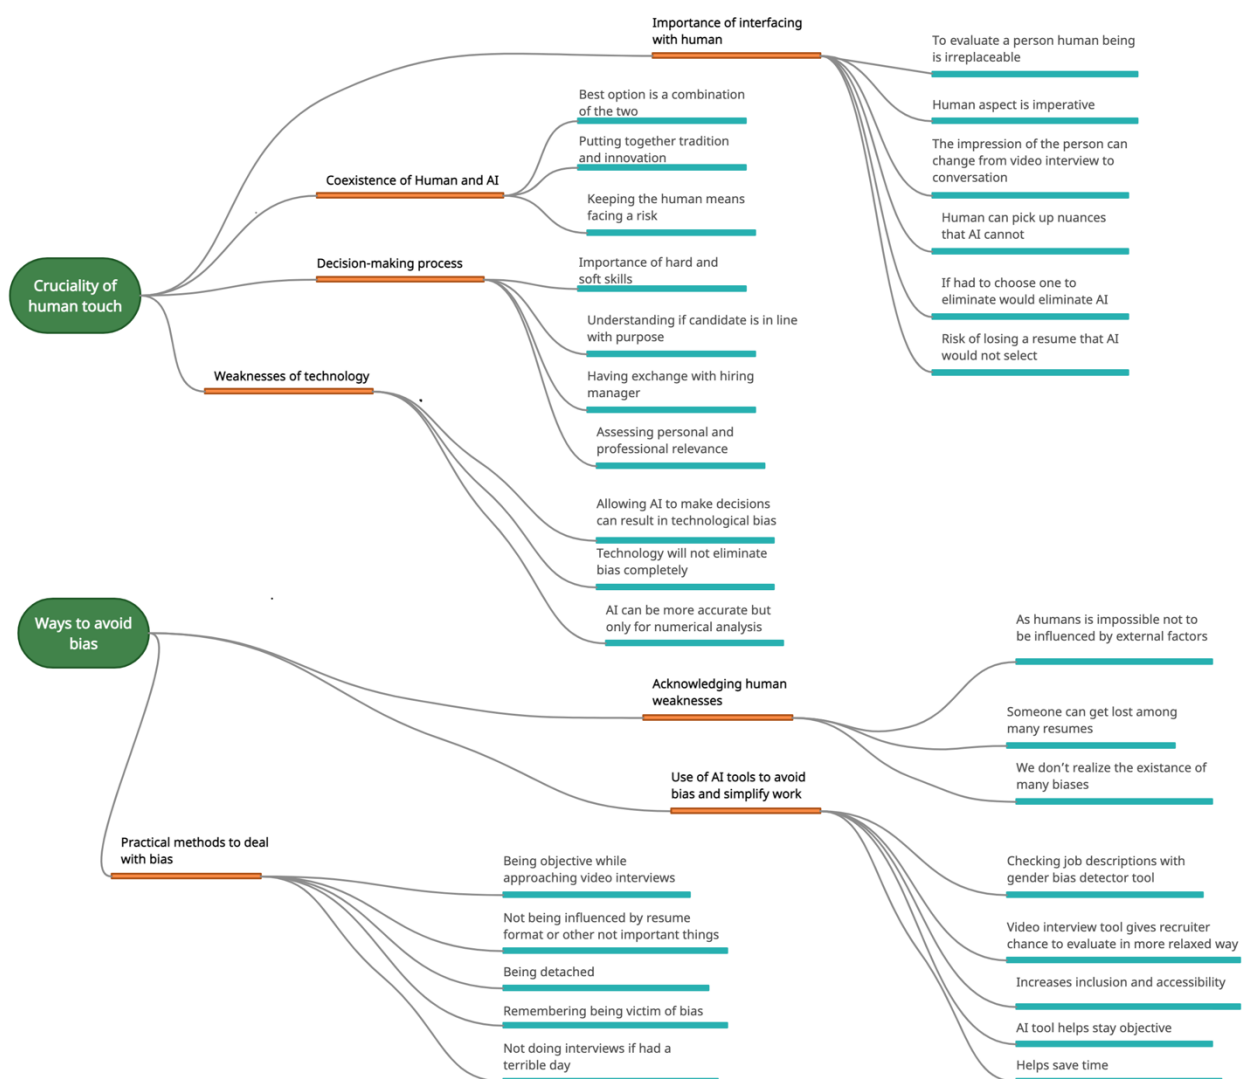 Cruciality of
human touch
Importance of interfacing
with human
To evaluate a person human being
is irreplaceable
Human aspect is imperative
The impression of the person can
change from video interview to
conversation
Human can pick up nuances
that AI cannot
If had to choose one to
eliminate would eliminate AI
Risk of losing a resume that AI
would not select
Coexistence of Human and AI
Best option is a combination
of the two
Putting together tradition
and innovation
Keeping the human means
facing a risk
Decision-making process
Importance of hard and
soft skills
Understanding if candidate is in line
with purpose
Having exchange with hiring
manager
Assessing personal and
professional relevance
Weaknesses of technology
Allowing AI to make decisions
can result in technological bias
Technology will not eliminate
bias completely
AI can be more accurate but
only for numerical analysis
Ways to avoid
bias
Acknowledging human
weaknesses
As humans is impossible not to
be influenced by external factors
Someone can get lost among
many resumes
We don't realize the existance of
many biases
Use of AI tools to avoid
bias and simplify work
Checking job descriptions with
gender bias detector tool
Video interview tool gives recruiter
chance to evaluate in more relaxed way
Increases inclusion and accessibility
AI tool helps stay objective
Helps save time
Practical methods to deal
with bias
Being objective while
approaching video interviews
Not being influenced by resume
format or other not important things
Being detached
Remembering being victim of bias
Not doing interviews if had a
terrible day